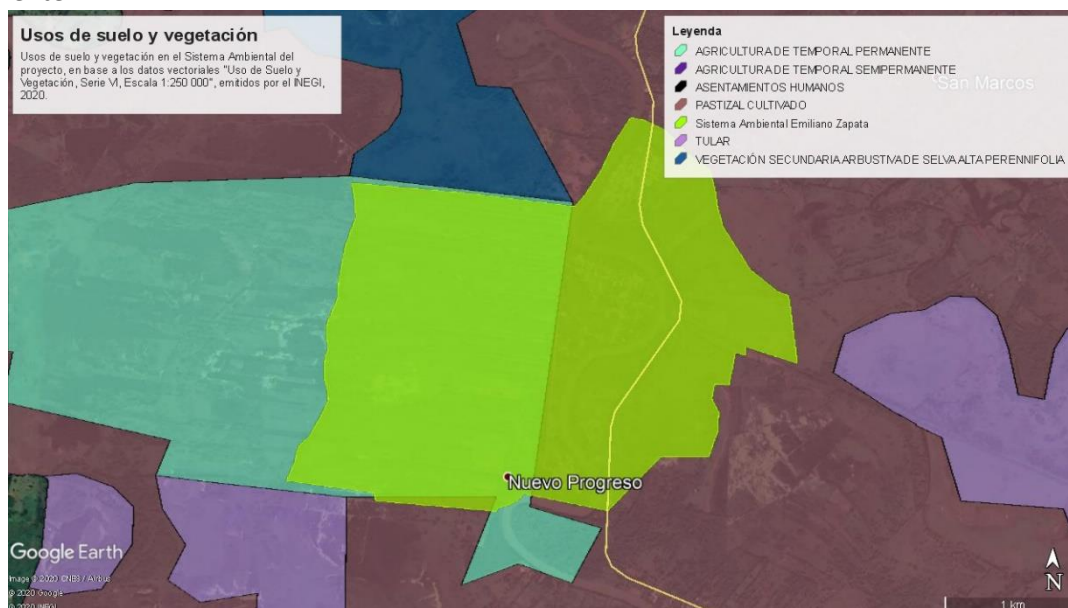 Usos de suelo y vegetación
Usos de suelo y vegetación en el Sistema Ambiental del
proyecto, en base a los datos vectoriales "Uso de Suelo y
Vegetación, Serie VI, Escala 1:250 000", emitidos por el INEGI,
2020.
Leyenda
AGRICULTURA DE TEMPORAL PERMANENTE
AGRICULTURA DE TEMPORAL SEMIPERMANENTE
ASENTAMIENTOS HUMANOS
PASTIZAL CULTIVADO
Sistema Ambiental Emiliano Zapata
TULAR
VEGETACIÓN SECUNDARIA ARBUSTIVA DE SELVA ALTA PERENNIFOLIA
San Marcos
Nuevo Progreso
Google Earth
Image © 2020 CNES / Airbus
© 2020 Google
© 2020 INEGI
N
1 km